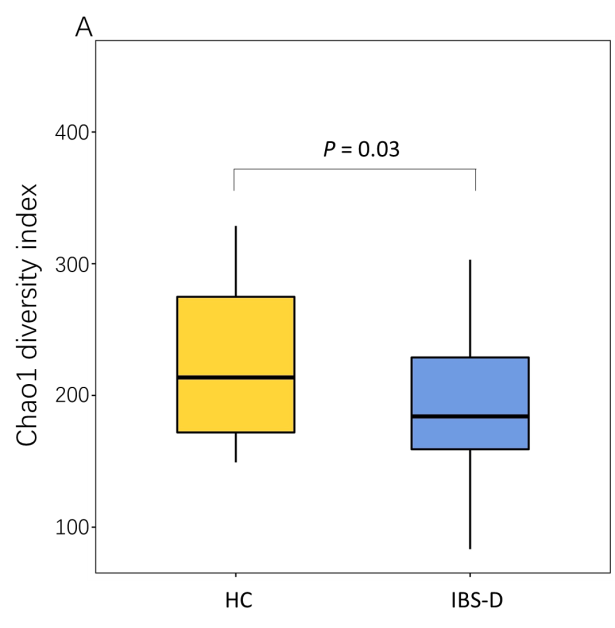 A
P = 0.03
Chao1 diversity index
400
300
200
100
HC
IBS-D